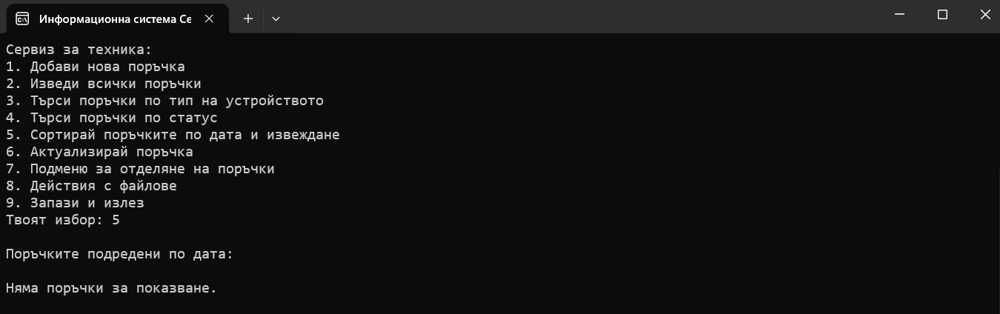 Информационна система Се
Сервиз за техника:
1. Добави нова поръчка
2. Изведи всички поръчки
3. Търси поръчки по тип на устройството
4. Търси поръчки по статус
5. Сортирай поръчките по дата и извеждане
6. Актуализирай поръчка
7. Подменю за отделяне на поръчки
8. Действия с файлове
9. Запази и излез
Твоят избор: 5
Поръчките подредени по дата:
Няма поръчки за показване.